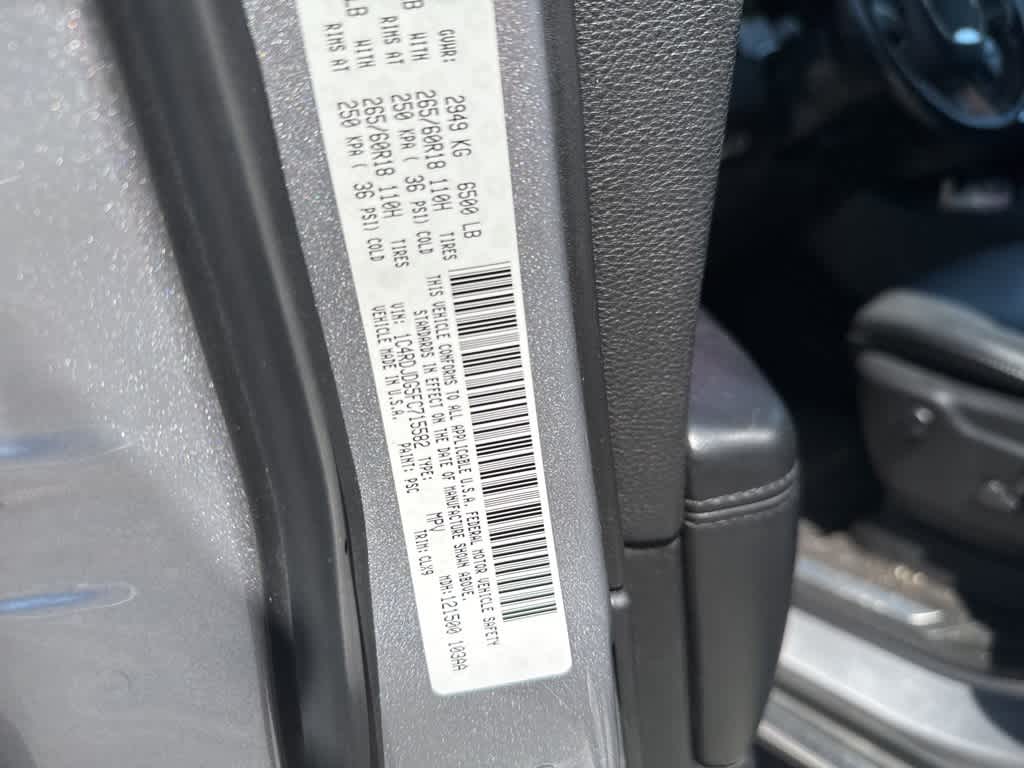 GVWR: 2949 KG 6500 LB
WITH 265/60R18 110H TIRES
RIMS AT 250 KPA ( 36 PSI) COLD
LB WITH 265/60R18 110H TIRES
RIMS AT 250 KPA ( 36 PSI) COLD
THIS VEHICLE CONFORMS TO ALL APPLICABLE U.S.A. FEDERAL MOTOR VEHICLE SAFETY
STANDARDS IN EFFECT ON THE DATE OF MANUFACTURE SHOWN ABOVE.
VIN: 1C4RDJDG5FC715582 TYPE: MPV MDH:121500
VEHICLE MADE IN U.S.A. PAINT: PSC TRIM:CLX9